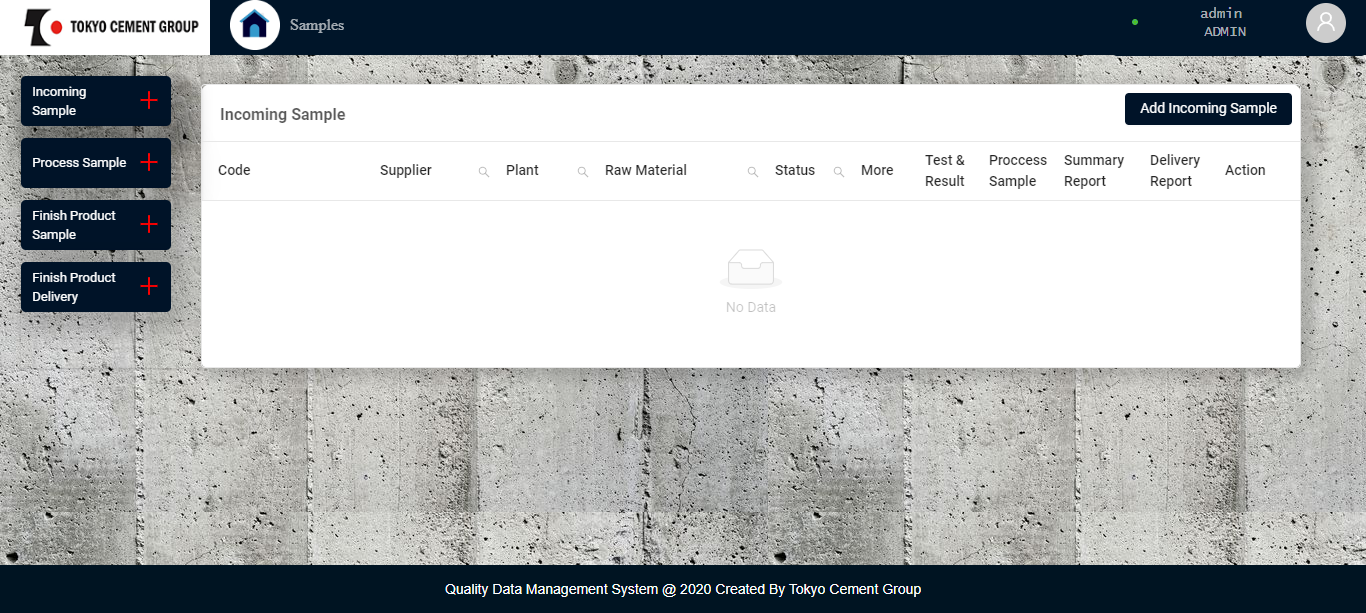 TOKYO CEMENT GROUP
Samples
admin
ADMIN
Incoming
Sample
Process Sample
Finish Product
Sample
Finish Product
Delivery
Incoming Sample
Add Incoming Sample
Code Supplier Plant Raw Material Status More Test & Proccess Summary Delivery Action
Result Sample Report Report
No Data
Quality Data Management System @ 2020 Created By Tokyo Cement Group